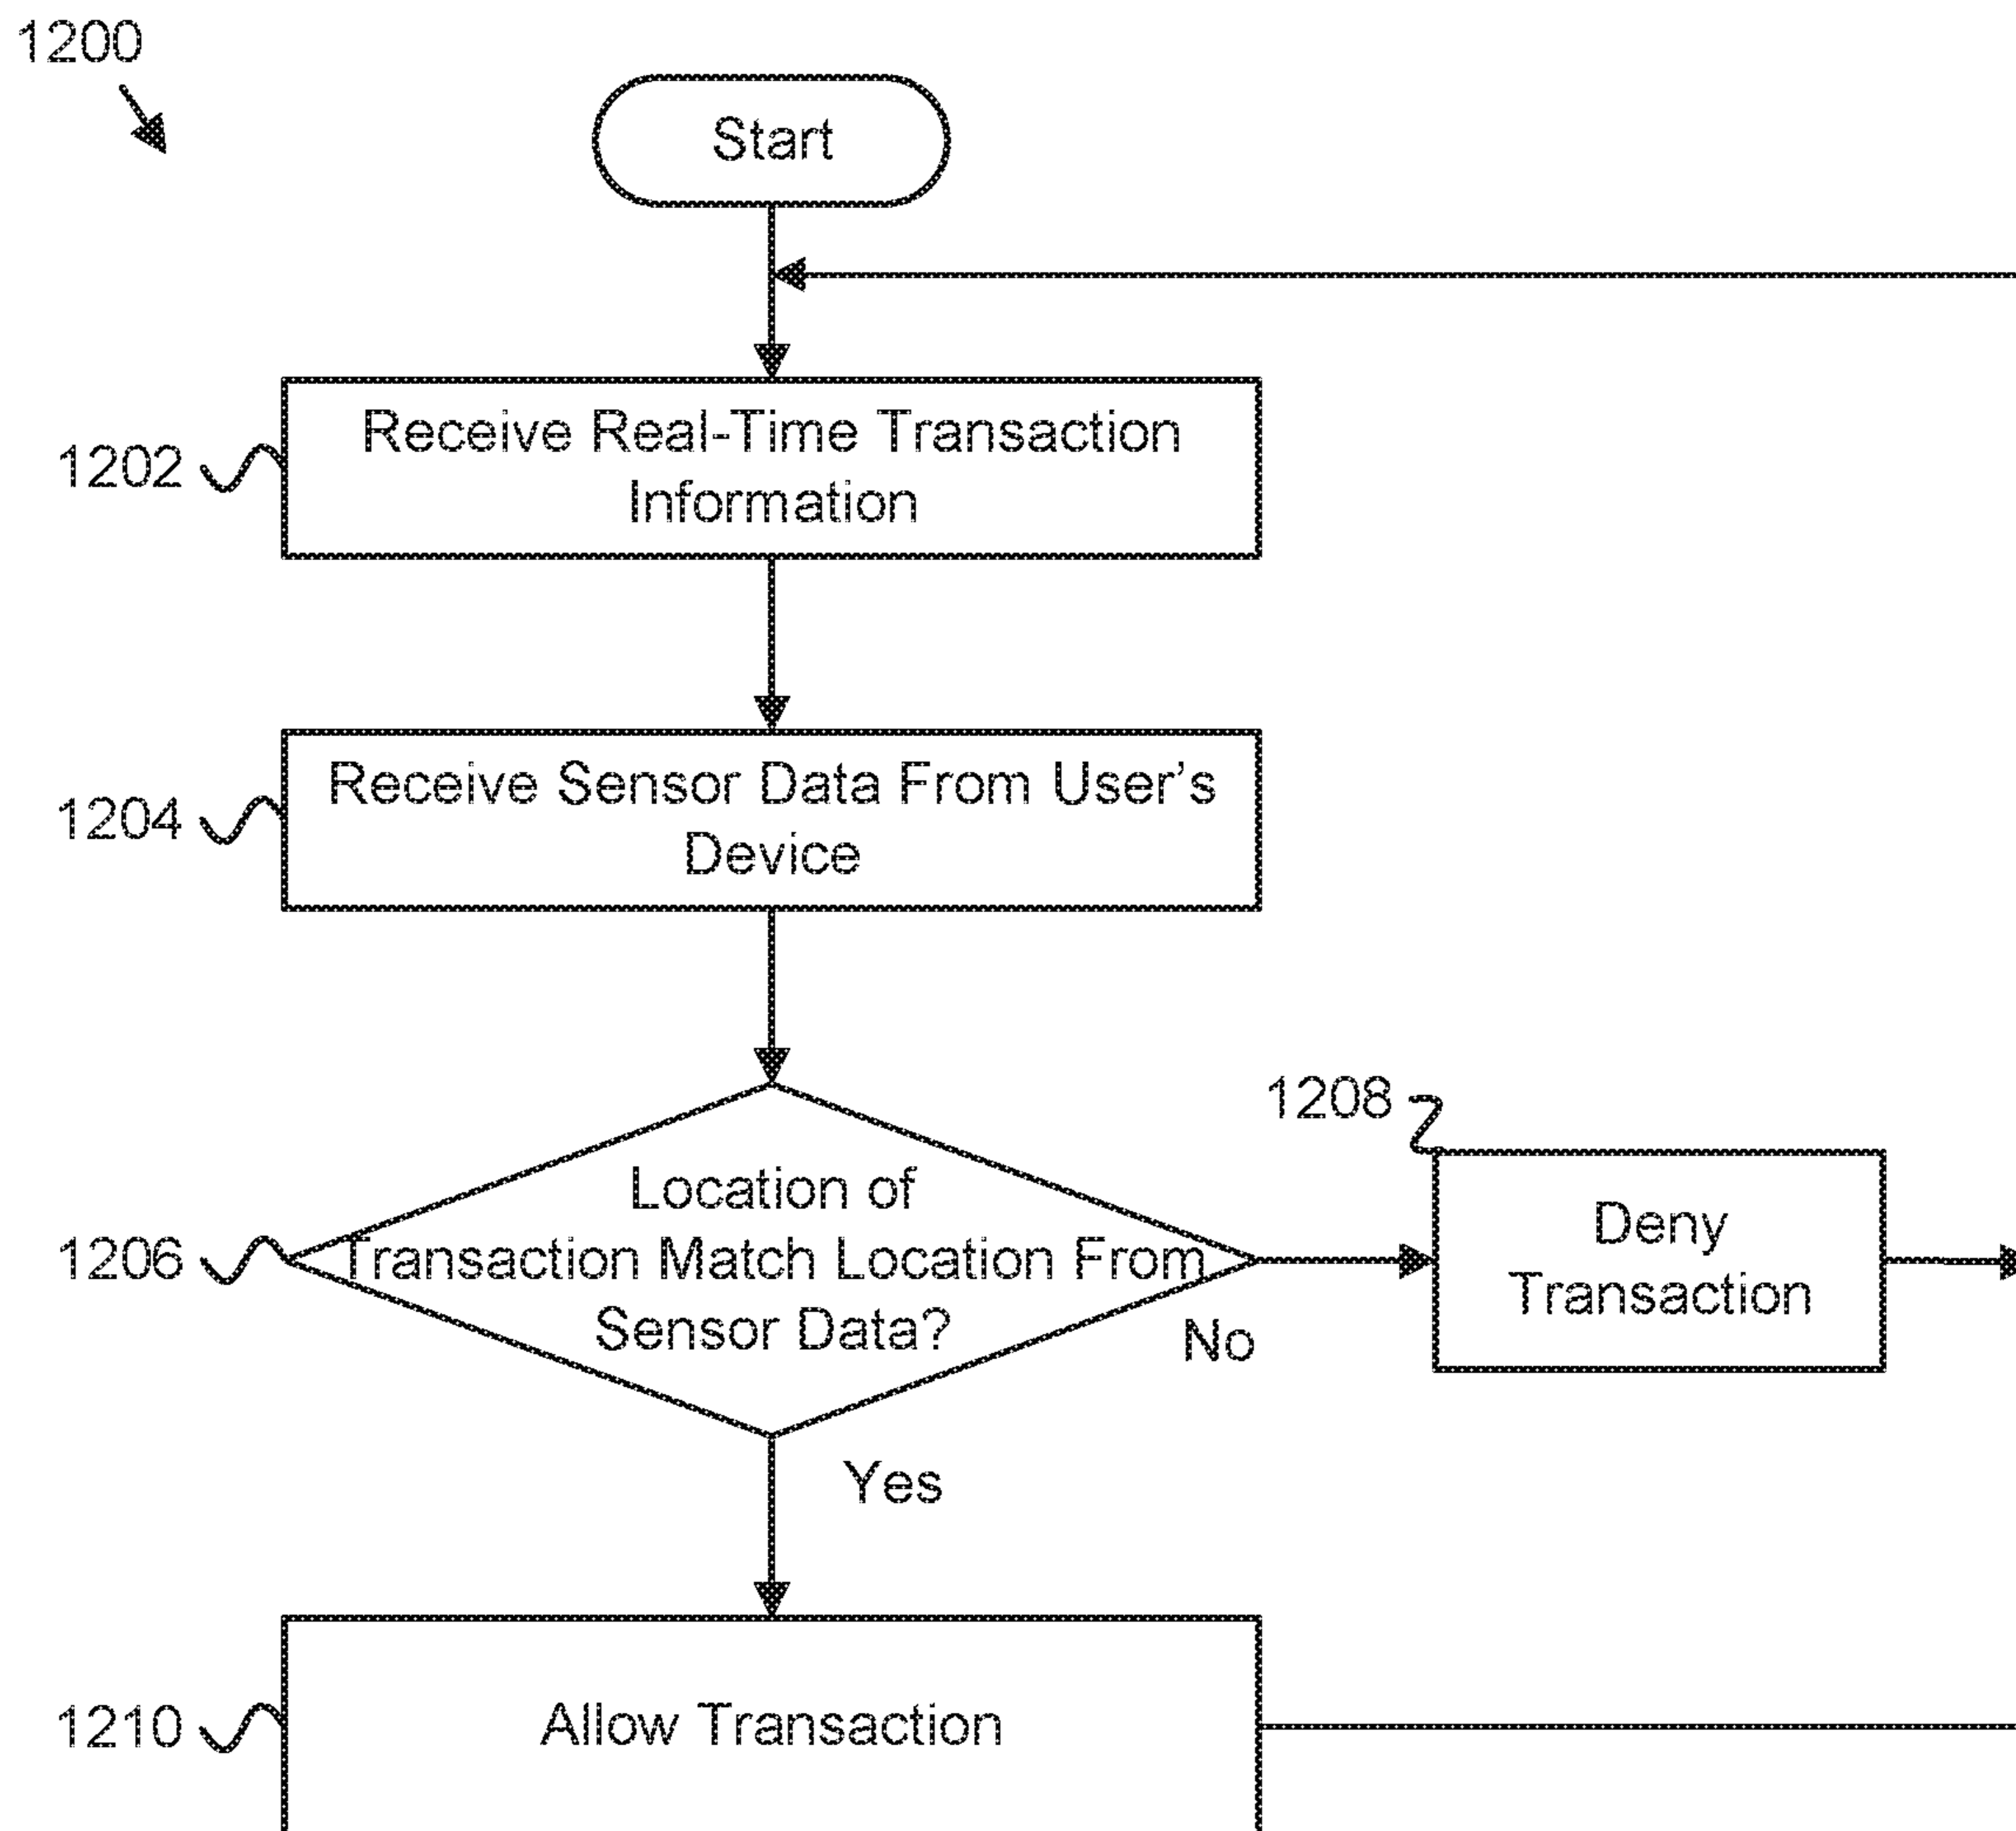 1200
Start
1202
Receive Real-Time Transaction
Information
1204
Receive Sensor Data From User's
Device
1206
Location of
Transaction Match Location From
Sensor Data?
No
1208
Deny
Transaction
Yes
1210
Allow Transaction